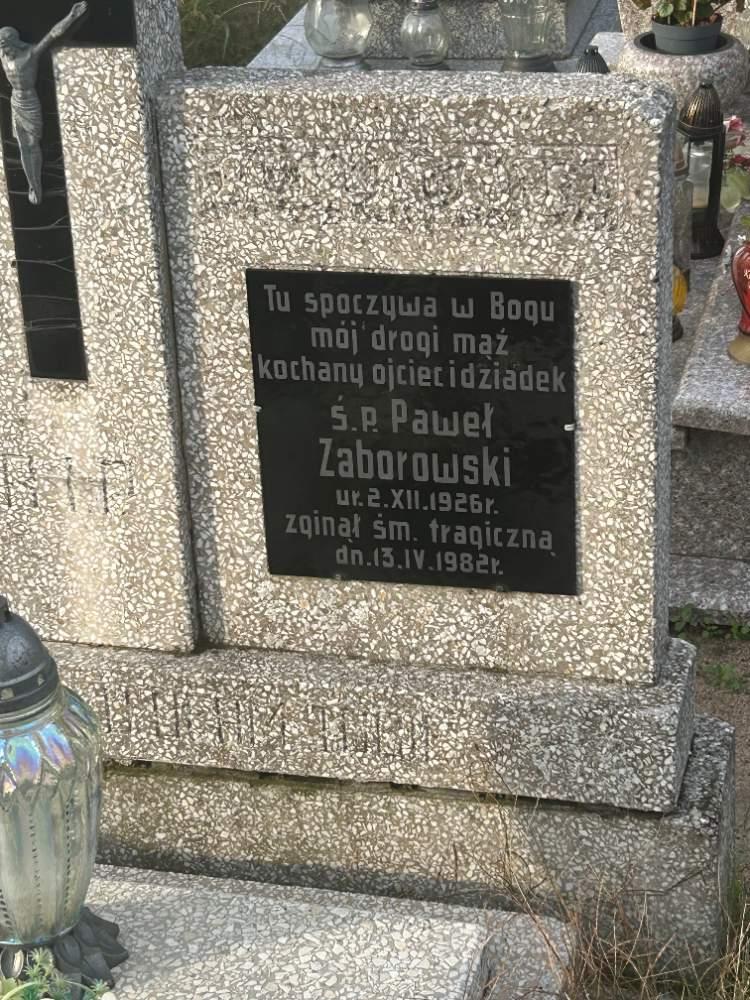 Tu spoczywa w Bogu
mój drogi mąż
kochany ojciec i dziadek
ś.p. Paweł
Zaborowski
ur. 2.XII.1926r.
zginął śm. tragiczną
dn. 13.IV.1982r.